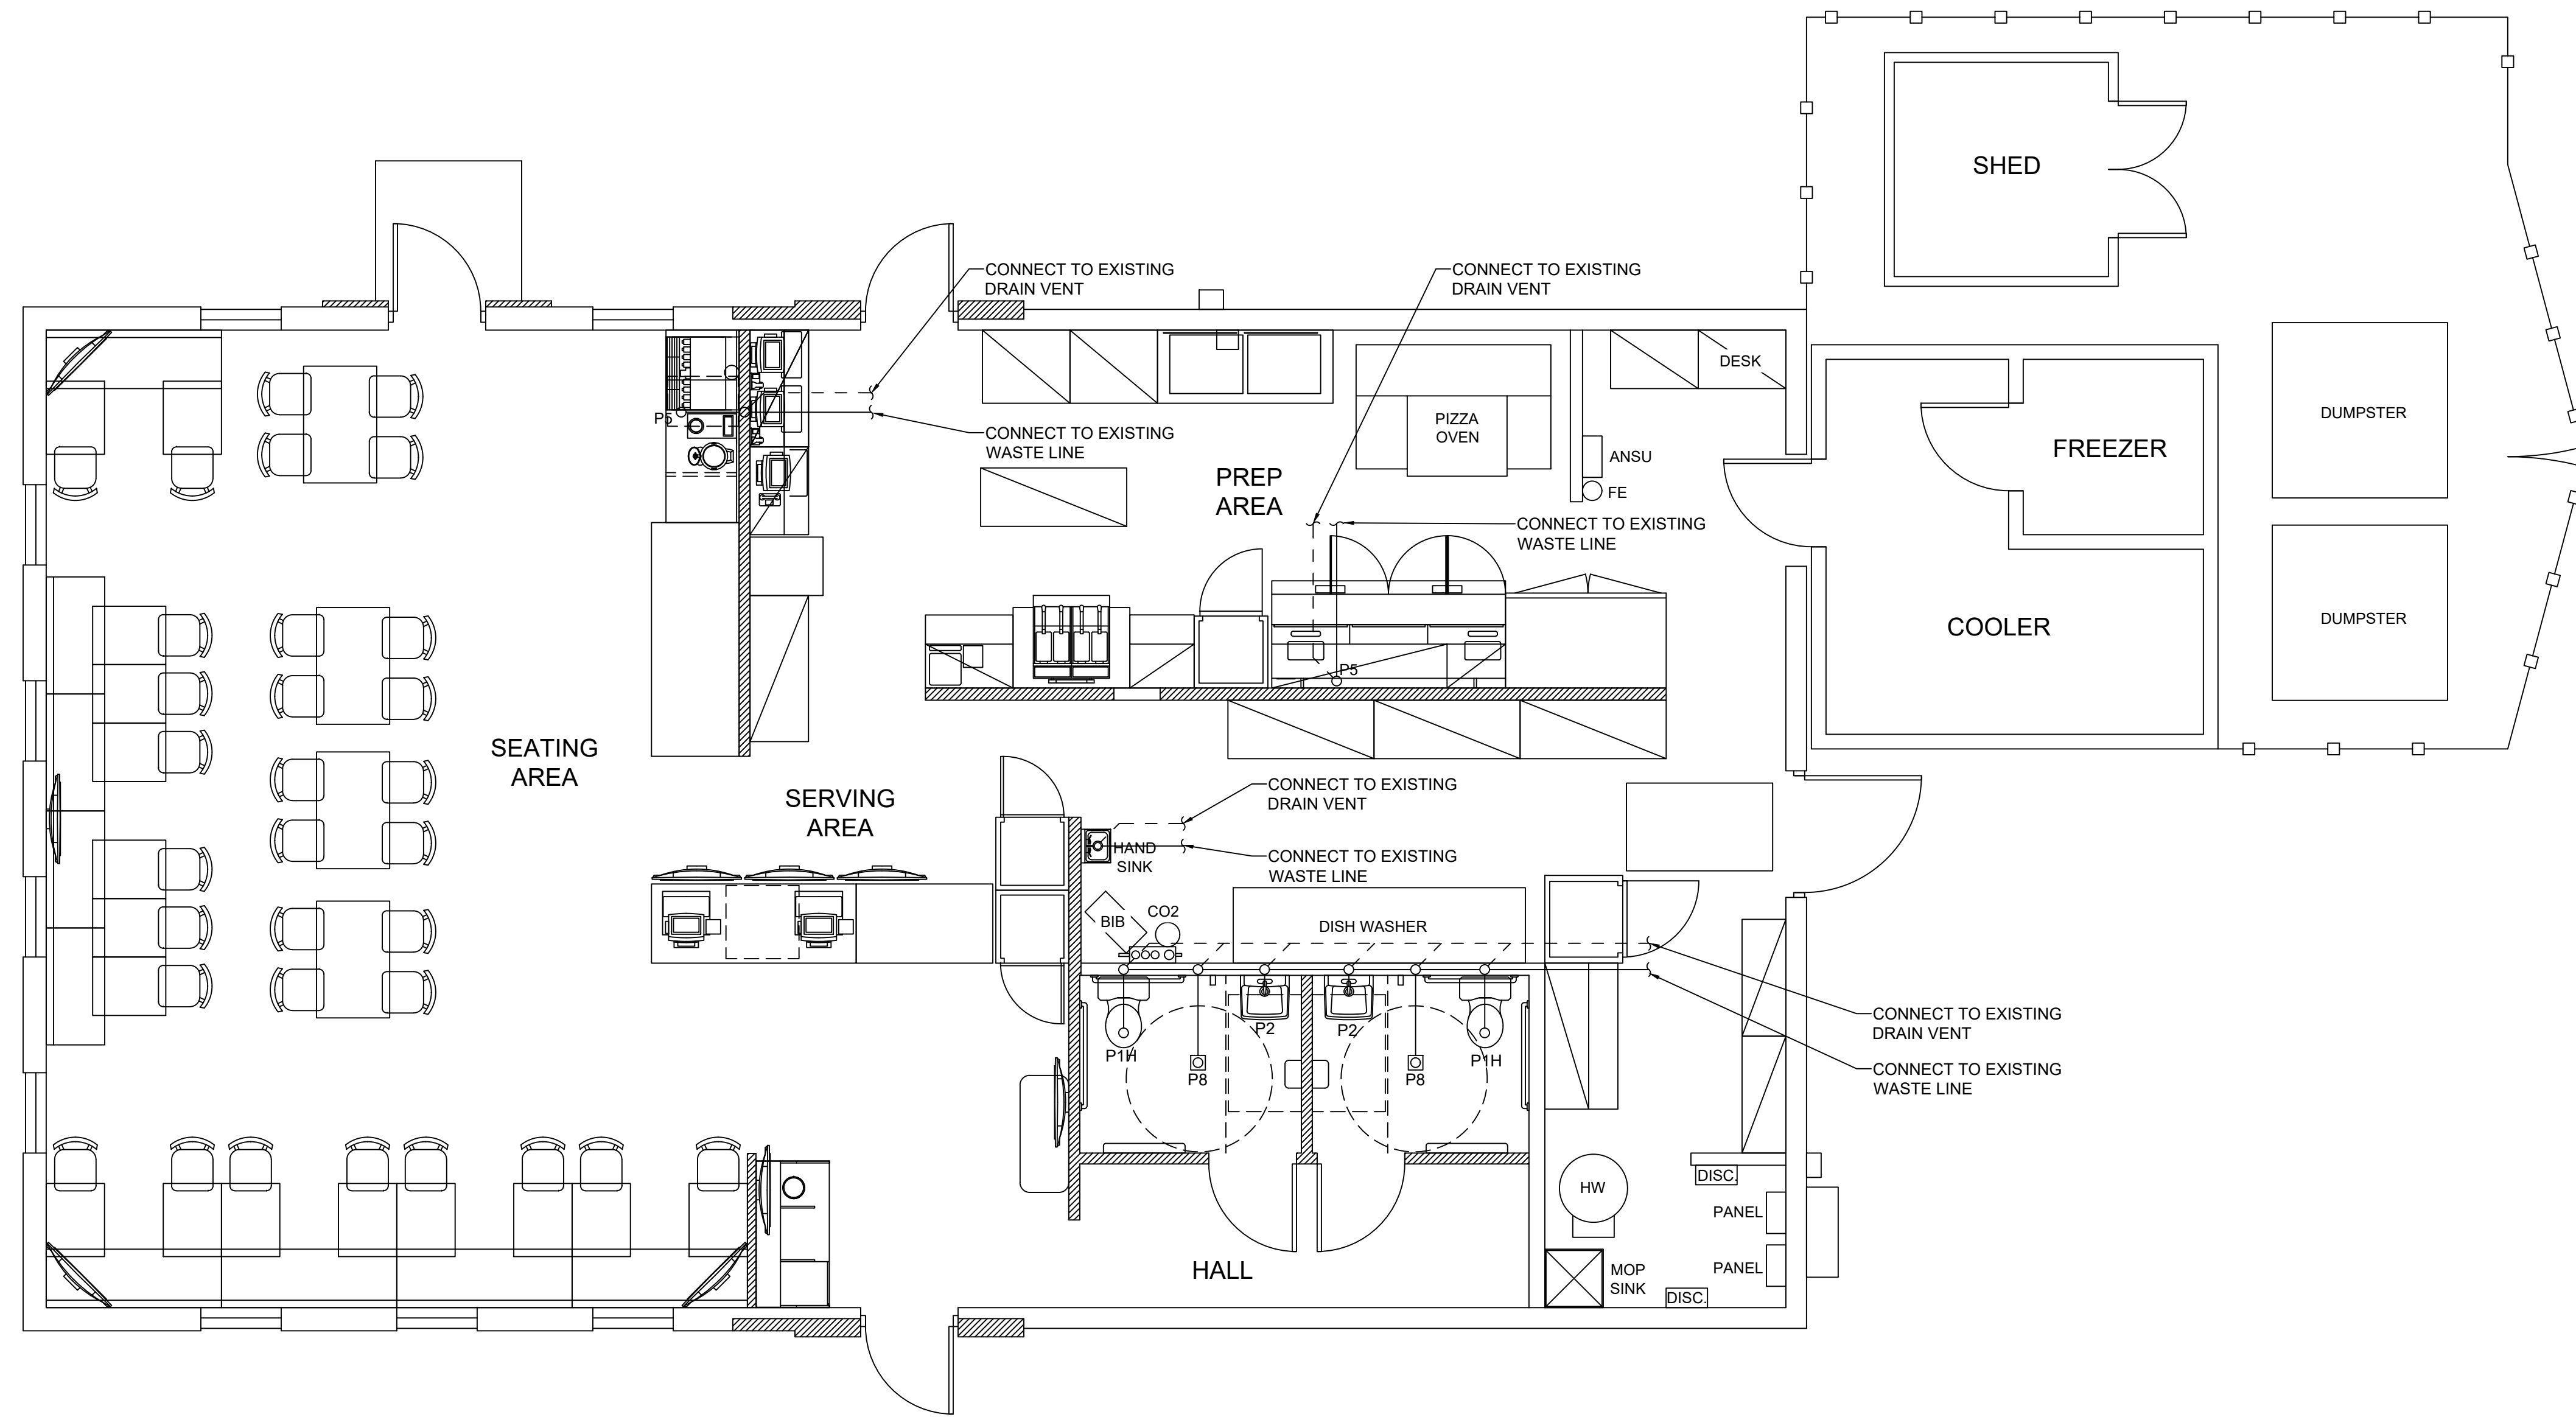 SHED
CONNECT TO EXISTING
DRAIN VENT
CONNECT TO EXISTING
DRAIN VENT
DESK
DUMPSTER
P5
PIZZA
OVEN
CONNECT TO EXISTING
WASTE LINE
FREEZER
ANSU
PREP
AREA
FE
CONNECT TO EXISTING
WASTE LINE
DUMPSTER
COOLER
P5
SEATING
AREA
SERVING
AREA
CONNECT TO EXISTING
DRAIN VENT
HAND
SINK
CONNECT TO EXISTING
WASTE LINE
BIB
CO2
DISH WASHER
CONNECT TO EXISTING
DRAIN VENT
P2
P2
P1H
P1H
P8
P8
CONNECT TO EXISTING
WASTE LINE
DISC.
HW
PANEL
HALL
MOP
SINK
PANEL
DISC.